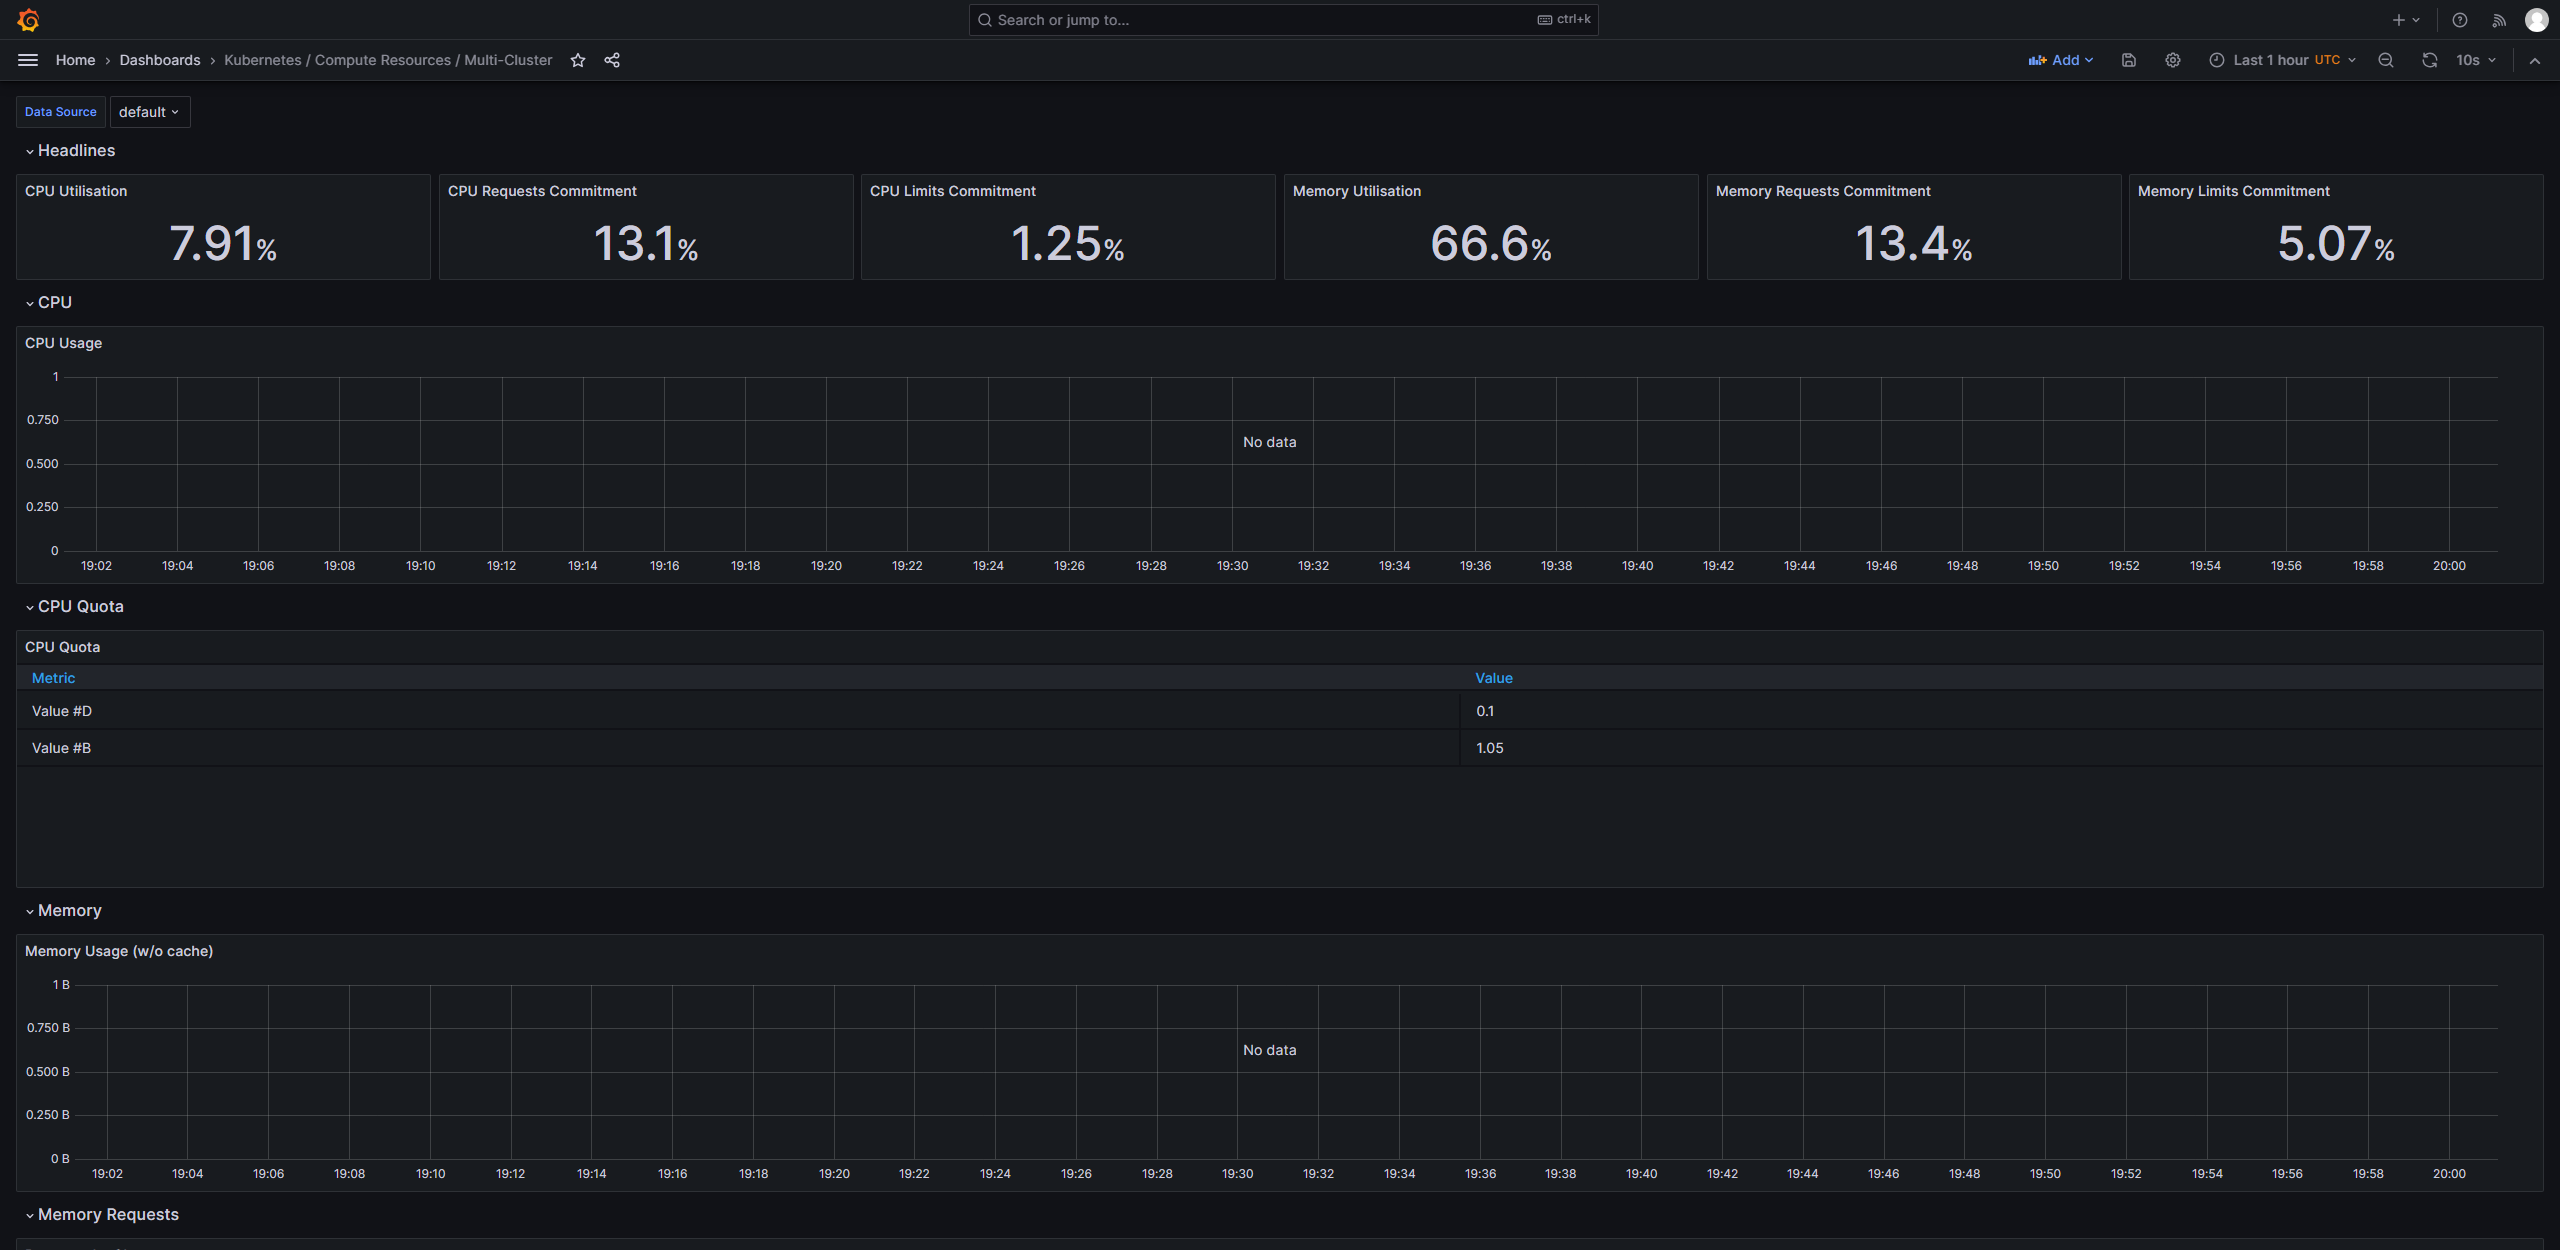 Search or jump to... ctrl+k
Home › Dashboards › Kubernetes / Compute Resources / Multi-Cluster Add Last 1 hour UTC 10s
Data Source default
Headlines
CPU Utilisation CPU Requests Commitment CPU Limits Commitment Memory Utilisation Memory Requests Commitment Memory Limits Commitment
7.91% 13.1% 1.25% 66.6% 13.4% 5.07%
CPU
CPU Usage
1
0.750
No data
0.500
0.250
0
19:02 19:04 19:06 19:08 19:10 19:12 19:14 19:16 19:18 19:20 19:22 19:24 19:26 19:28 19:30 19:32 19:34 19:36 19:38 19:40 19:42 19:44 19:46 19:48 19:50 19:52 19:54 19:56 19:58 20:00
CPU Quota
CPU Quota
Metric Value
Value #D 0.1
Value #B 1.05
Memory
Memory Usage (w/o cache)
1 B
0.750 B
No data
0.500 B
0.250 B
0 B
19:02 19:04 19:06 19:08 19:10 19:12 19:14 19:16 19:18 19:20 19:22 19:24 19:26 19:28 19:30 19:32 19:34 19:36 19:38 19:40 19:42 19:44 19:46 19:48 19:50 19:52 19:54 19:56 19:58 20:00
Memory Requests